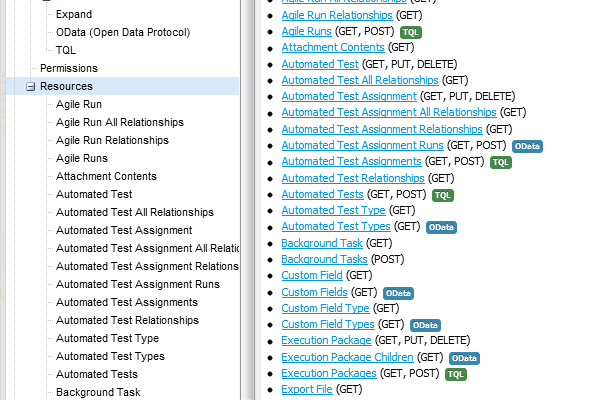 Expand
OData (Open Data Protocol)
TQL
Permissions
Resources
Agile Run
Agile Run All Relationships
Agile Run Relationships
Agile Runs
Attachment Contents
Automated Test
Automated Test All Relationships
Automated Test Assignment
Automated Test Assignment All Relatio
Automated Test Assignment Relations
Automated Test Assignment Runs
Automated Test Assignments
Automated Test Relationships
Automated Test Type
Automated Test Types
Automated Tests
Background Task
Agile Run All Relationships (GET)
Agile Run Relationships (GET)
Agile Runs (GET, POST) TQL
Attachment Contents (GET)
Automated Test (GET, PUT, DELETE)
Automated Test All Relationships (GET)
Automated Test Assignment (GET, PUT, DELETE)
Automated Test Assignment All Relationships (GET)
Automated Test Assignment Relationships (GET)
Automated Test Assignment Runs (GET, POST) OData
Automated Test Assignments (GET, POST) TQL
Automated Test Relationships (GET)
Automated Tests (GET, POST) TQL
Automated Test Type (GET)
Automated Test Types (GET) OData
Background Task (GET)
Background Tasks (POST)
Custom Field (GET)
Custom Fields (GET) OData
Custom Field Type (GET)
Custom Field Types (GET) OData
Execution Package (GET, PUT, DELETE)
Execution Package Children (GET) OData
Execution Packages (GET, POST) TQL
Export File (GET)